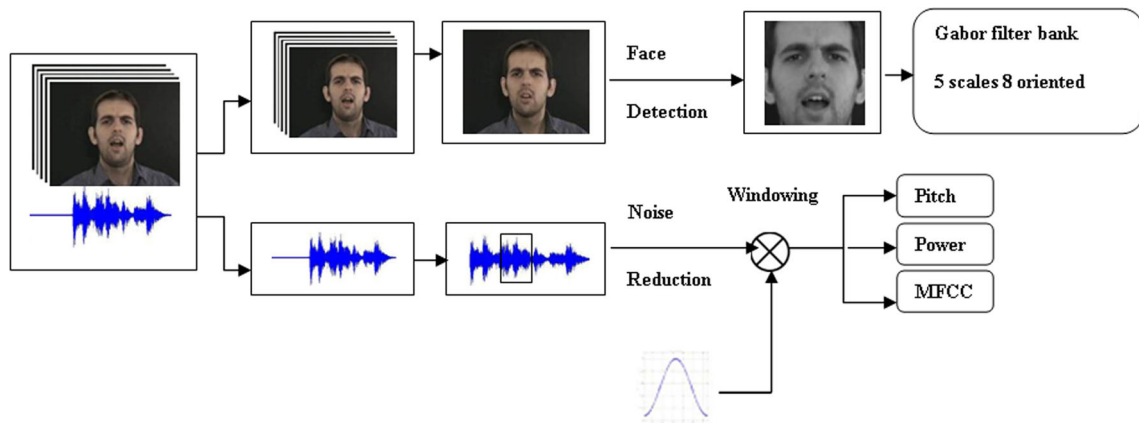 Face
Detection
Gabor filter bank
5 scales 8 oriented
Noise
Reduction
Windowing
Pitch
Power
MFCC